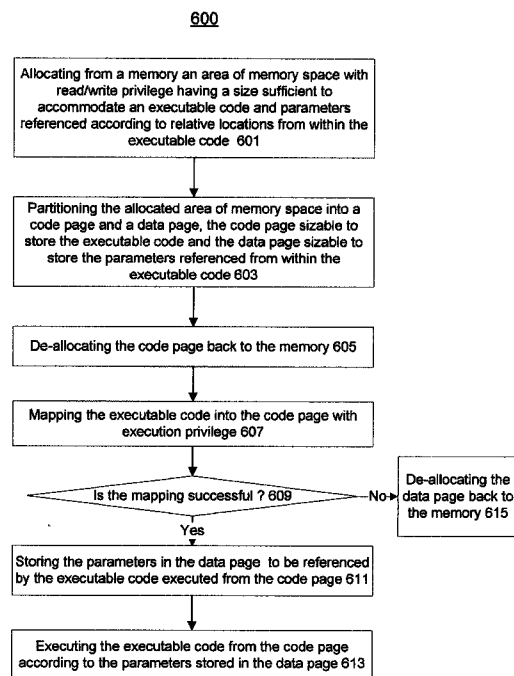 600
Allocating from a memory an area of memory space with
read/write privilege having a size sufficient to
accommodate an executable code and parameters
referenced according to relative locations from within the
executable code 601
Partitioning the allocated area of memory space into a
code page and a data page, the code page sizable to
store the executable code and the data page sizable to
store the parameters referenced from within the
executable code 603
De-allocating the code page back to the memory 605
Mapping the executable code into the code page with
execution privilege 607
Is the mapping successful ? 609
No
De-allocating the
data page back to
the memory 615
Yes
Storing the parameters in the data page to be referenced
by the executable code executed from the code page 611
Executing the executable code from the code page
according to the parameters stored in the data page 613